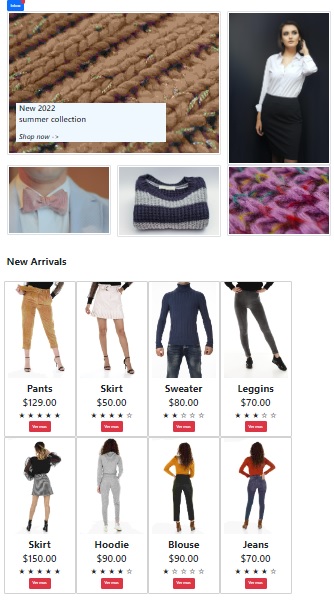 New 2022
summer collection
Shop now ->
New Arrivals
Pants
$129.00
★ ★ ★ ★ ★
Ver mas
Skirt
$50.00
★ ★ ★ ★ ☆
Ver mas
Sweater
$80.00
★ ★ ☆ ☆ ☆
Ver mas
Leggins
$70.00
★ ★ ★ ☆ ☆
Ver mas
Skirt
$150.00
★ ★ ★ ★ ★
Ver mas
Hoodie
$90.00
★ ★ ★ ★ ☆
Ver mas
Blouse
$90.00
★ ☆ ☆ ☆ ☆
Ver mas
Jeans
$70.00
★ ★ ★ ★ ☆
Ver mas